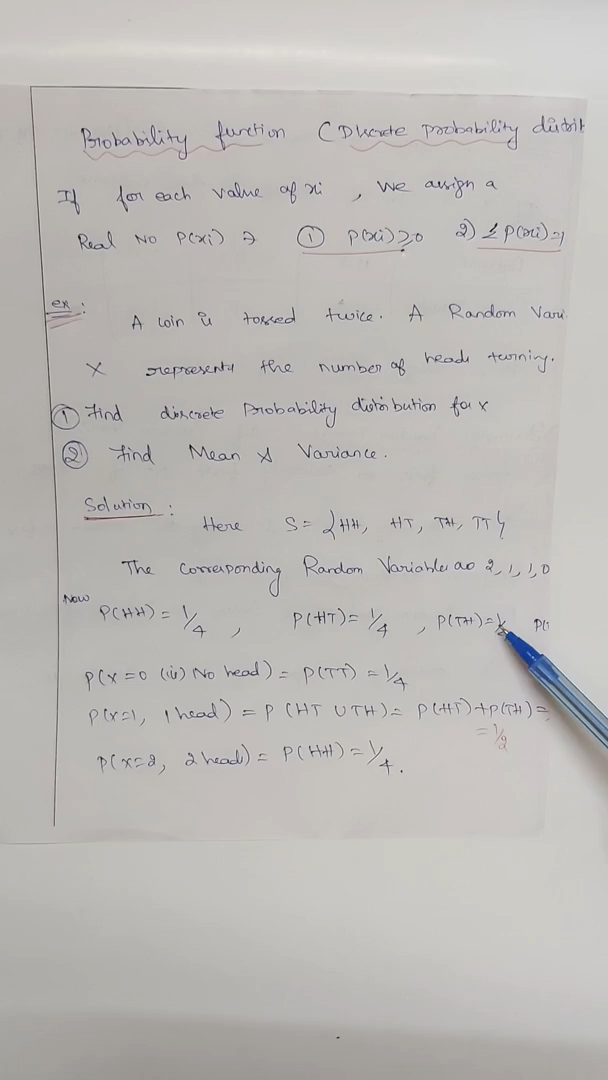 Probability function (Discrete probability distrib
If for each value of xi, we assign a
Real No P(xi) ∋ ① P(xi) ≥ 0 2) Σ P(xi) = 1
ex:
A coin is tossed twice. A Random Vari
X represents the number of heads turning.
① Find discrete probability distribution for x
② Find Mean & Variance.
Solution:
Here S = {HH, HT, TH, TT}
The corresponding Random Variable as 2, 1, 1, 0
Now P(HH) = 1/4, P(HT) = 1/4, P(TH) = P(
P(x=0 (ie) No head) = P(TT) = 1/4
P(x=1, 1 head) = P(HT ∪ TH) = P(HT) + P(TH) =
= 1/2
P(x=2, 2 head) = P(HH) = 1/4.